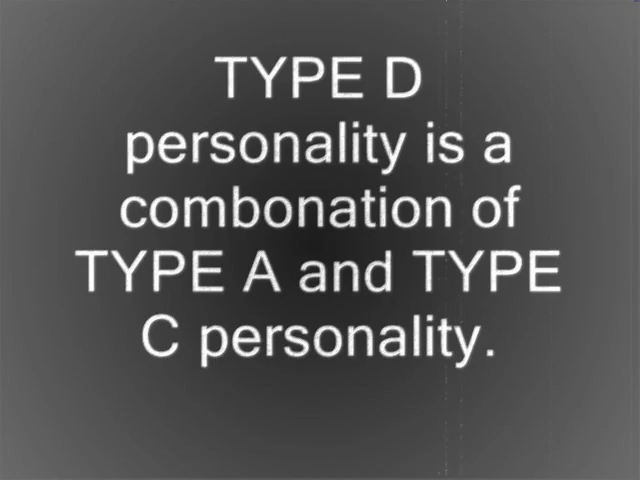 TYPE D
personality is a
combonation of
TYPE A and TYPE
C personality.